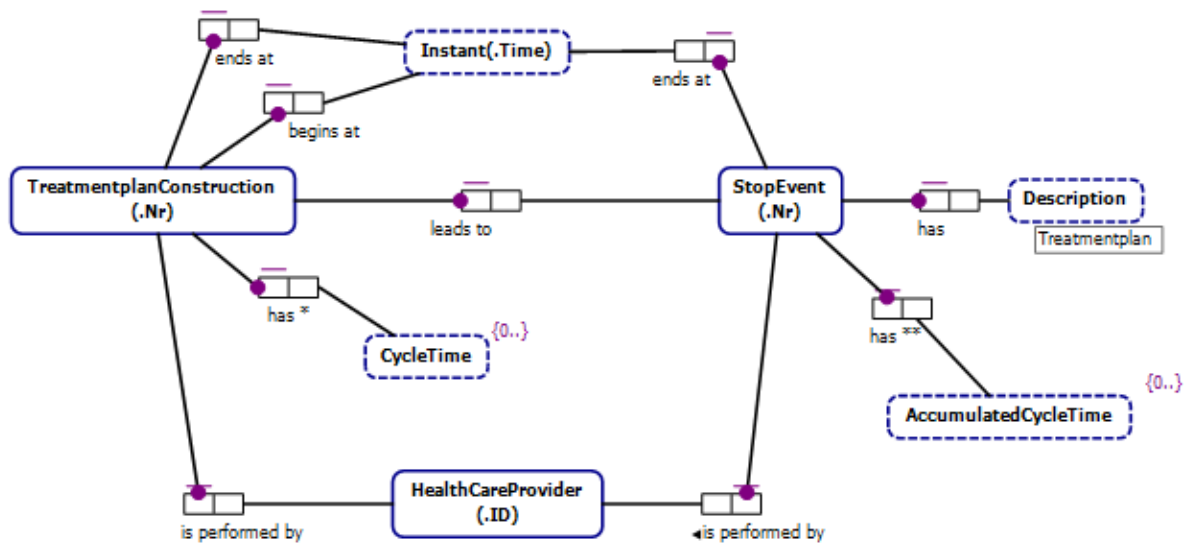 Instant(.Time)
ends at
ends at
begins at
TreatmentplanConstruction
(.Nr)
StopEvent
(.Nr)
Description
Treatmentplan
leads to
has
has *
{0..}
CycleTime
has **
{0..}
AccumulatedCycleTime
HealthCareProvider
(.ID)
is performed by
◄is performed by